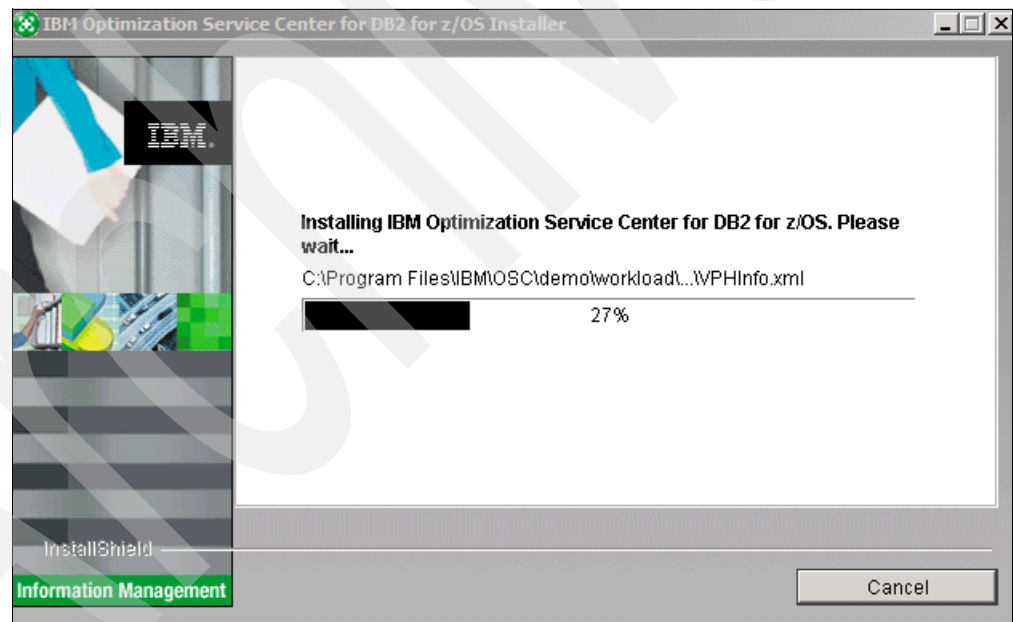 IBM Optimization Service Center for DB2 for z/OS Installer
IBM.
Installing IBM Optimization Service Center for DB2 for z/OS. Please
wait...
C:\Program Files\IBM\OSC\demo\workload\...\VPHInfo.xml
27%
InstallShield
Information Management
Cancel